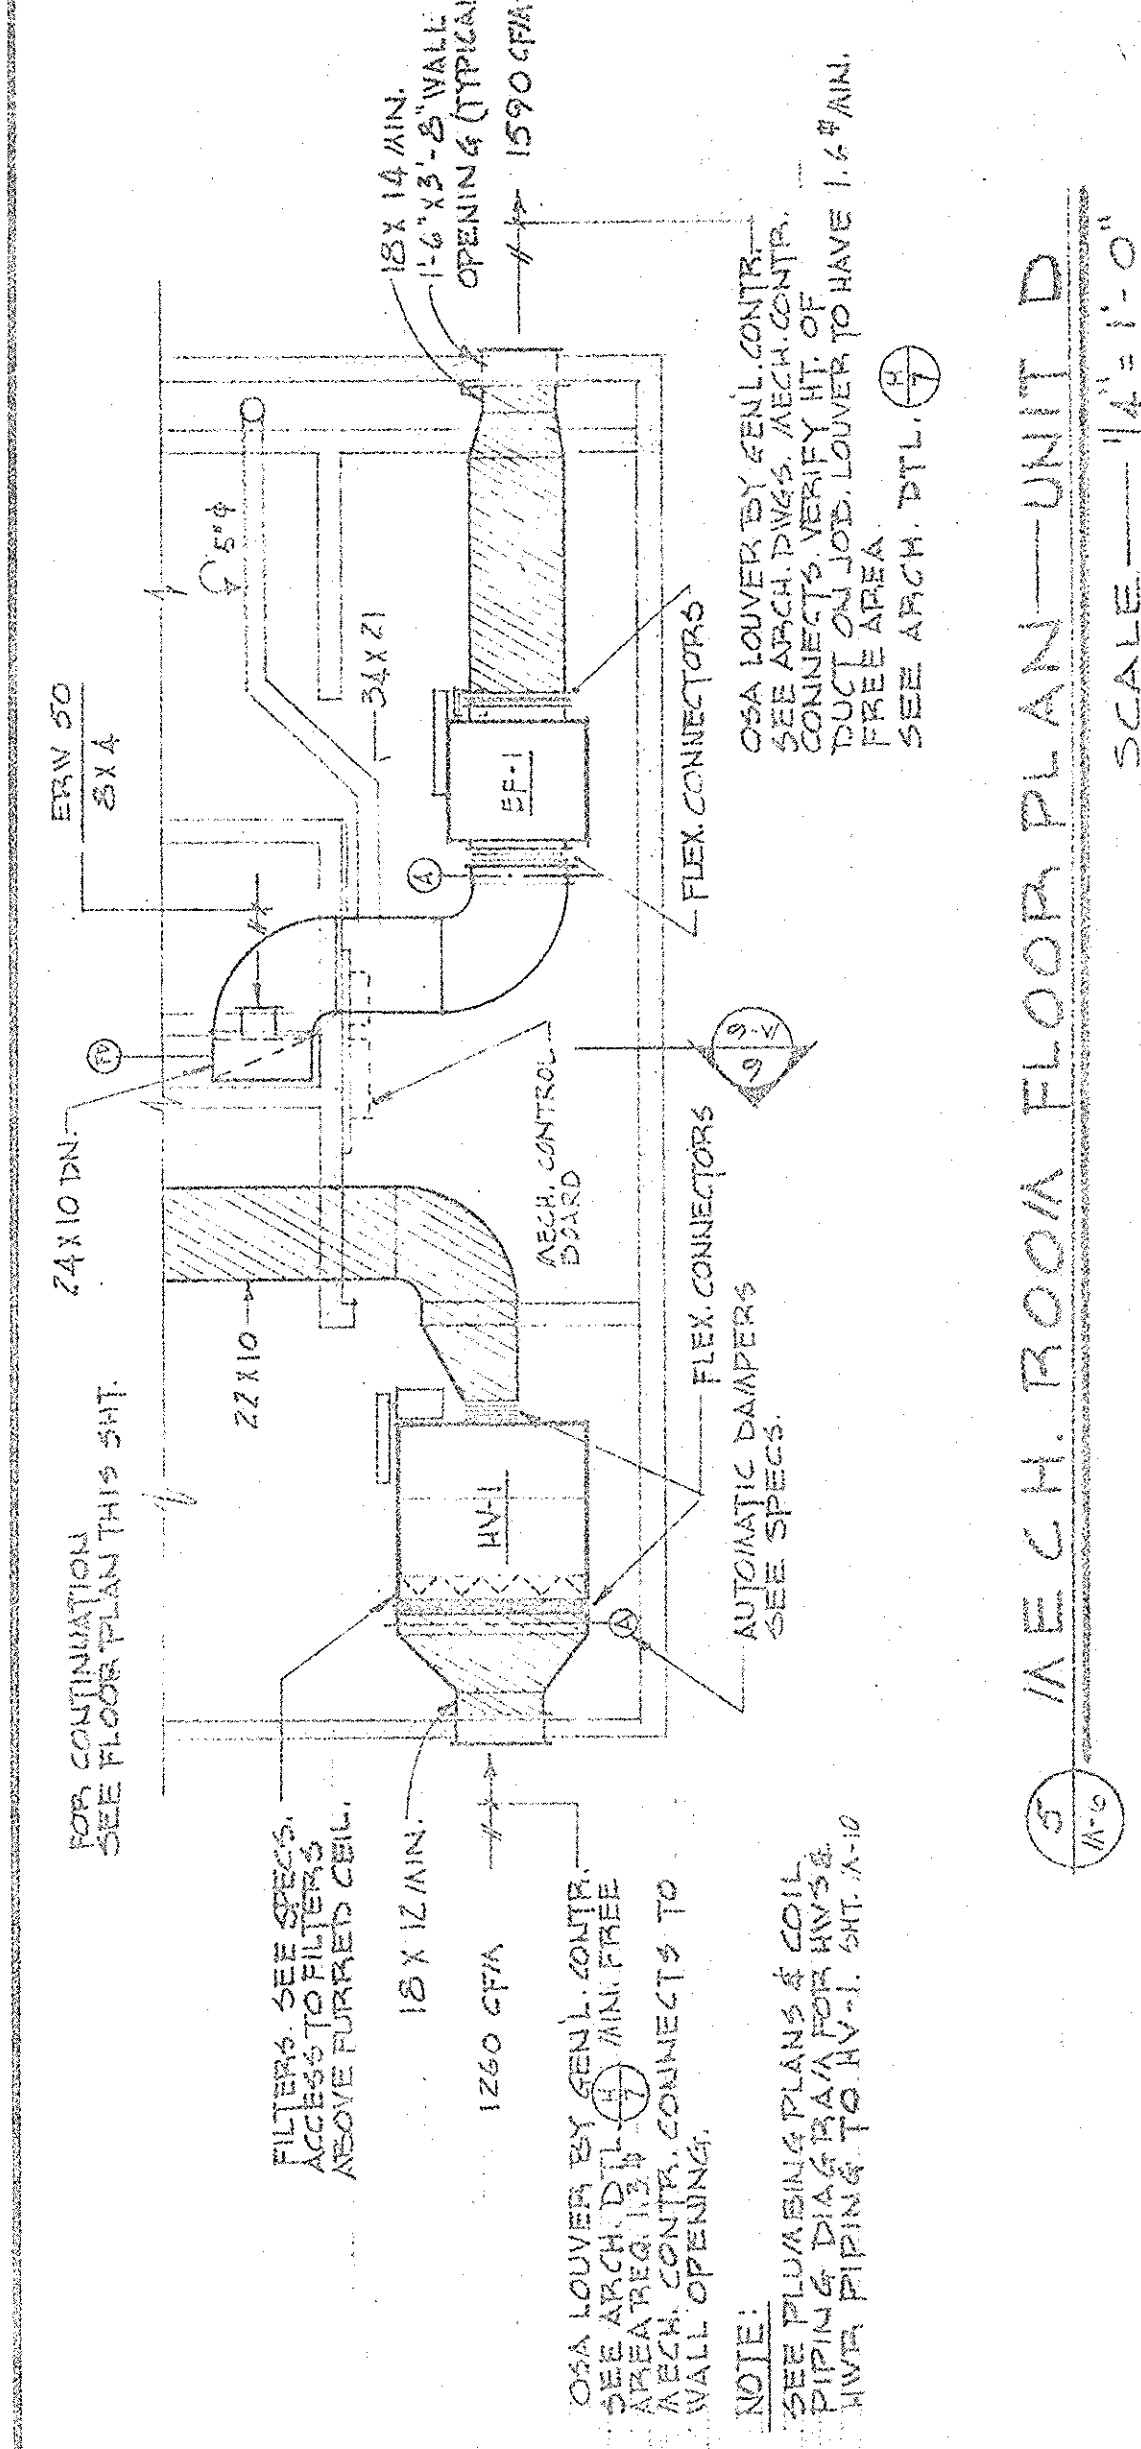 FOR CONTINUATION
SEE FLOOR PLAN THIS SHT.
24 X 10 DN.
ERW 50
8 X 4
5"φ
22 X 10
34 X 21
18 X 14 MIN.
1'-6" X 3'-8" WALL
OPENING (TYPICAL
1590 CFM
FILTERS. SEE SPECS.
ACCESS TO FILTERS
ABOVE FURRED CEIL.
18 X 12 MIN.
1260 CFM
HV-1
EF-1
A
A
MECH. CONTROL
BOARD
FLEX. CONNECTORS
FLEX. CONNECTORS
AUTOMATIC DAMPERS
SEE SPECS.
6
OSA LOUVER BY GEN'L. CONTR.
SEE ARCH. DWGS. MECH. CONTR.
CONNECTS. VERIFY HT. OF
DUCT ON JOB. LOUVER TO HAVE 1.6 # MIN.
FREE AREA.
SEE ARCH. DTL. H/7
OSA LOUVER BY GEN'L. CONTR.
SEE ARCH. DTL. H/7 MIN. FREE
AREA REQ. 1.3 #
MECH. CONTR. CONNECTS TO
WALL OPENING.
NOTE:
SEE PLUMBING PLANS & COIL
PIPING DIAGRAM FOR HWS &
HWR PIPING TO HV-1. SHT. M-10
5
M-6
MECH. ROOM FLOOR PLAN — UNIT D
SCALE — 1/4" = 1'-0"